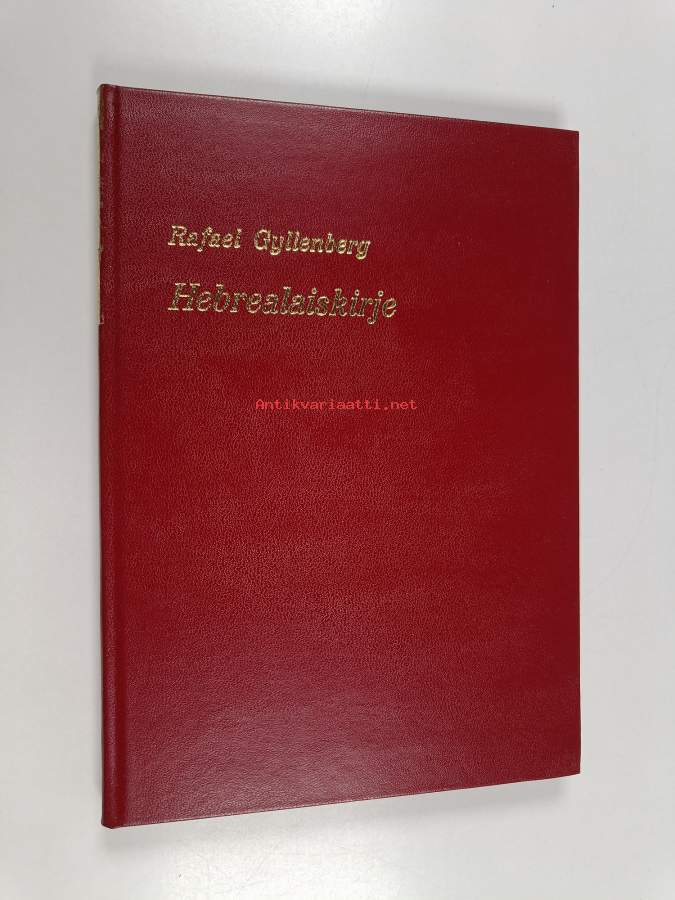 Rafael Gyllenberg
Hebrealaiskirje
Antikvariaatti.net